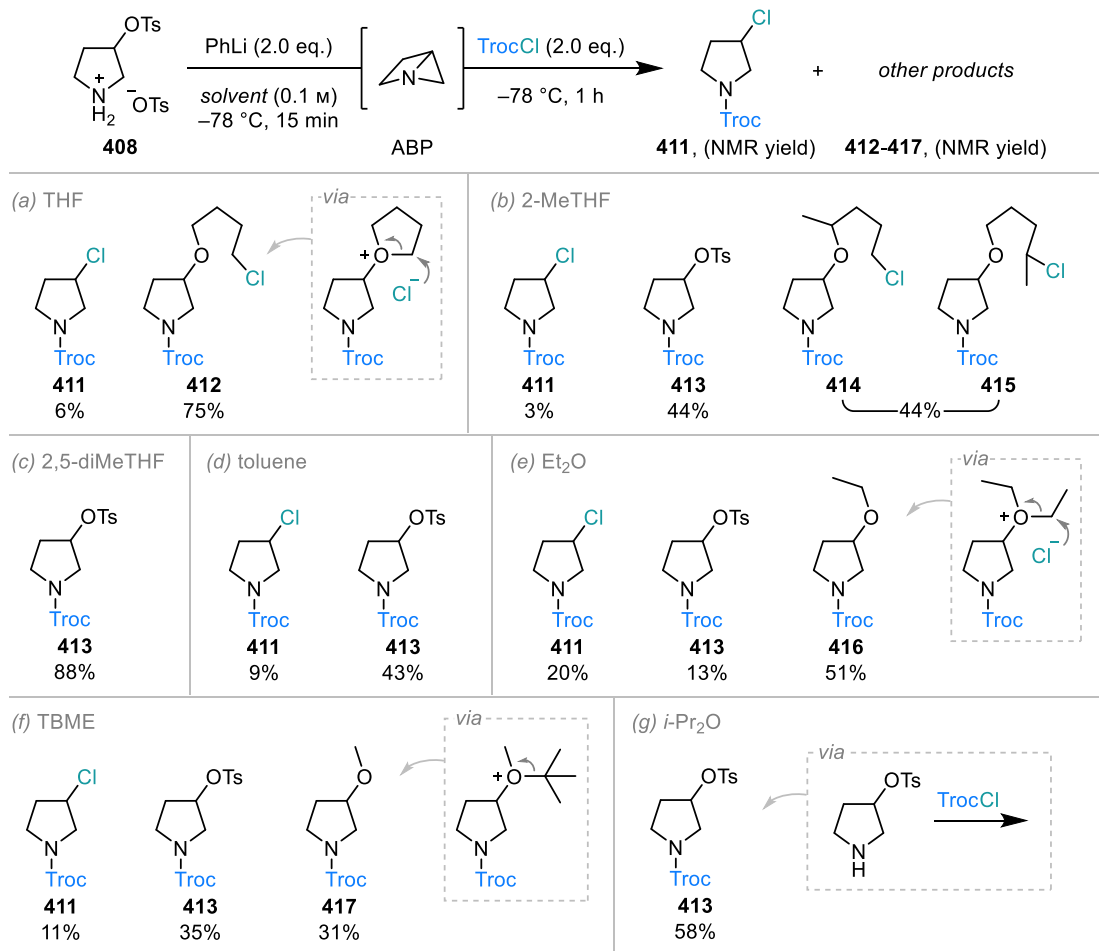 OTs
N
H2
+
–OTs
408
PhLi (2.0 eq.)
solvent (0.1 M)
–78 °C, 15 min
N
ABP
TrocCl (2.0 eq.)
–78 °C, 1 h
Cl
N
Troc
411, (NMR yield)
+
other products
412-417, (NMR yield)
(a) THF
Cl
N
Troc
411
6%
O
Cl
N
Troc
412
75%
via
+
O
Cl–
N
Troc
(b) 2-MeTHF
Cl
N
Troc
411
3%
OTs
N
Troc
413
44%
O
Cl
N
Troc
414
O
Cl
N
Troc
415
44%
(c) 2,5-diMeTHF
OTs
N
Troc
413
88%
(d) toluene
Cl
N
Troc
411
9%
OTs
N
Troc
413
43%
(e) Et2O
Cl
N
Troc
411
20%
OTs
N
Troc
413
13%
O
N
Troc
416
51%
via
+
O
Cl–
N
Troc
(f) TBME
Cl
N
Troc
411
11%
OTs
N
Troc
413
35%
O
N
Troc
417
31%
via
+
O
N
Troc
(g) i-Pr2O
OTs
N
Troc
413
58%
via
OTs
N
H
TrocCl